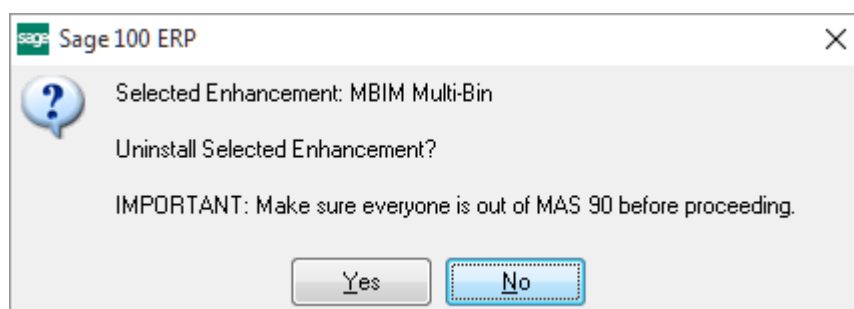 sage Sage 100 ERP
Selected Enhancement: MBIM Multi-Bin
Uninstall Selected Enhancement?
IMPORTANT: Make sure everyone is out of MAS 90 before proceeding.
Yes No